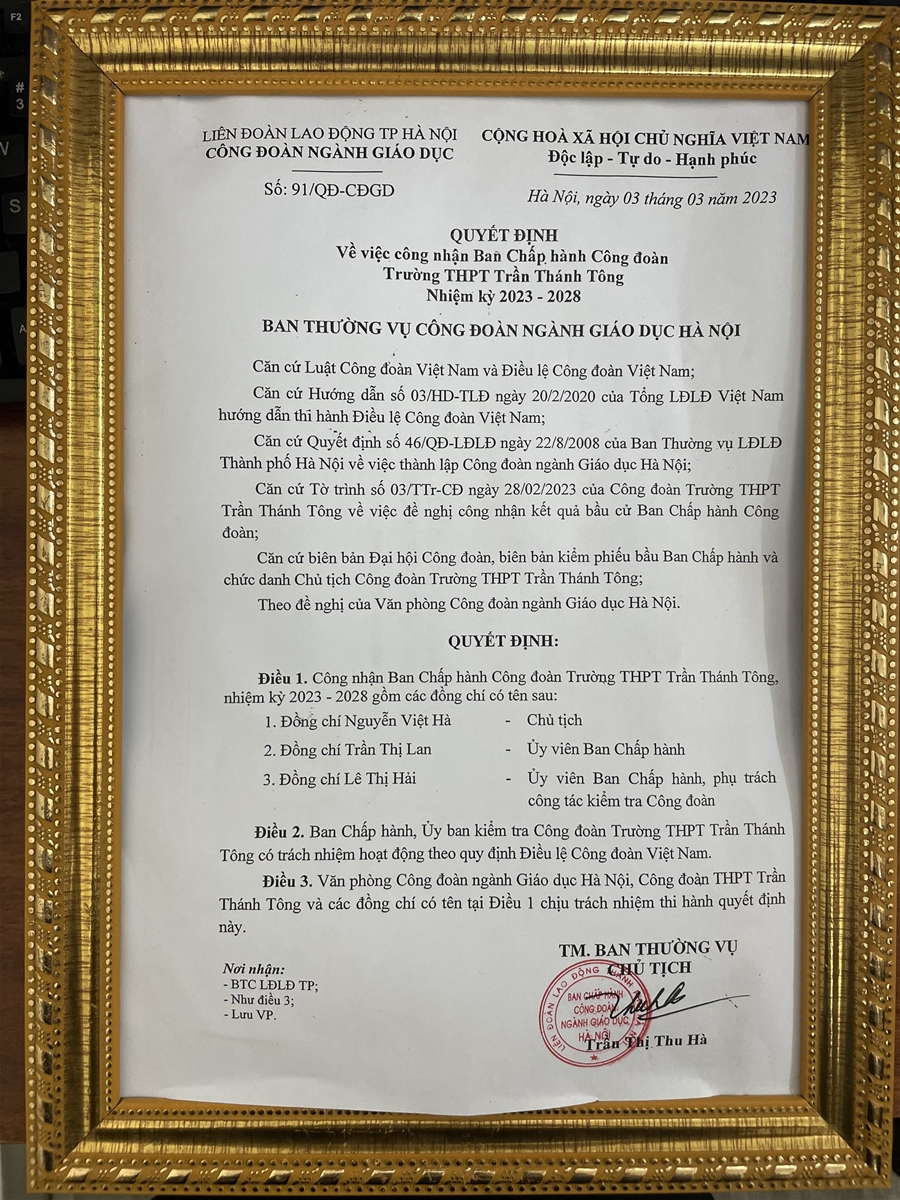 F2
#
3
W
S
A
LIÊN ĐOÀN LAO ĐỘNG TP HÀ NỘI
CÔNG ĐOÀN NGÀNH GIÁO DỤC
Số: 91/QĐ-CĐGD
CỘNG HOÀ XÃ HỘI CHỦ NGHĨA VIỆT NAM
Độc lập - Tự do - Hạnh phúc
Hà Nội, ngày 03 tháng 03 năm 2023
QUYẾT ĐỊNH
Về việc công nhận Ban Chấp hành Công đoàn
Trường THPT Trần Thánh Tông
Nhiệm kỳ 2023 - 2028
BAN THƯỜNG VỤ CÔNG ĐOÀN NGÀNH GIÁO DỤC HÀ NỘI
Căn cứ Luật Công đoàn Việt Nam và Điều lệ Công đoàn Việt Nam;
Căn cứ Hướng dẫn số 03/HD-TLĐ ngày 20/2/2020 của Tổng LĐLĐ Việt Nam
hướng dẫn thi hành Điều lệ Công đoàn Việt Nam;
Căn cứ Quyết định số 46/QĐ-LĐLĐ ngày 22/8/2008 của Ban Thường vụ LĐLĐ
Thành phố Hà Nội về việc thành lập Công đoàn ngành Giáo dục Hà Nội;
Căn cứ Tờ trình số 03/TTr-CĐ ngày 28/02/2023 của Công đoàn Trường THPT
Trần Thánh Tông về việc đề nghị công nhận kết quả bầu cử Ban Chấp hành Công
đoàn;
Căn cứ biên bản Đại hội Công đoàn, biên bản kiểm phiếu bầu Ban Chấp hành và
chức danh Chủ tịch Công đoàn Trường THPT Trần Thánh Tông;
Theo đề nghị của Văn phòng Công đoàn ngành Giáo dục Hà Nội.
QUYẾT ĐỊNH:
Điều 1. Công nhận Ban Chấp hành Công đoàn Trường THPT Trần Thánh Tông,
nhiệm kỳ 2023 - 2028 gồm các đồng chí có tên sau:
1. Đồng chí Nguyễn Việt Hà - Chủ tịch
2. Đồng chí Trần Thị Lan - Ủy viên Ban Chấp hành
3. Đồng chí Lê Thị Hải - Ủy viên Ban Chấp hành, phụ trách
công tác kiểm tra Công đoàn
Điều 2. Ban Chấp hành, Ủy ban kiểm tra Công đoàn Trường THPT Trần Thánh
Tông có trách nhiệm hoạt động theo quy định Điều lệ Công đoàn Việt Nam.
Điều 3. Văn phòng Công đoàn ngành Giáo dục Hà Nội, Công đoàn THPT Trần
Thánh Tông và các đồng chí có tên tại Điều 1 chịu trách nhiệm thi hành quyết định
này.
Nơi nhận:
- BTC LĐLĐ TP;
- Như điều 3;
- Lưu VP.
TM. BAN THƯỜNG VỤ
CHỦ TỊCH
LIÊN ĐOÀN LAO ĐỘNG THÀNH
HÀ NỘI
BAN CHẤP HÀNH
CÔNG ĐOÀN
NGÀNH GIÁO DỤC
HÀ NỘI
Trần Thị Thu Hà